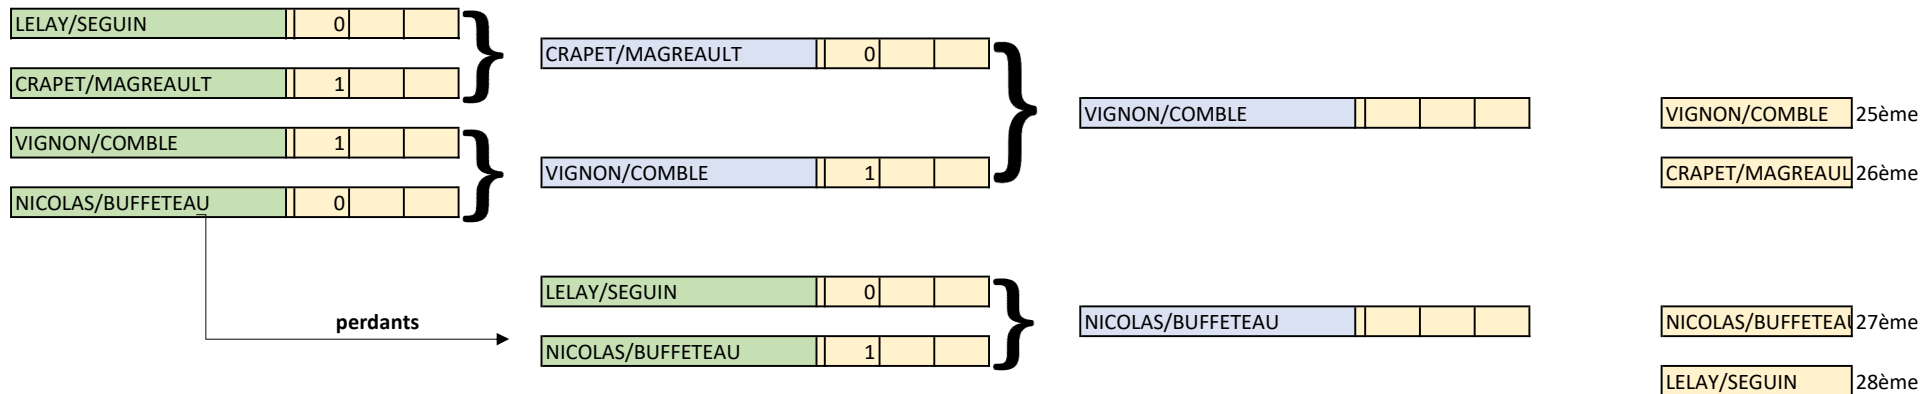 LELAY/SEGUIN 0
CRAPET/MAGREAULT 0
CRAPET/MAGREAULT 1
VIGNON/COMBLE VIGNON/COMBLE 25ème
VIGNON/COMBLE 1
VIGNON/COMBLE 1 CRAPET/MAGREAUL 26ème
NICOLAS/BUFFETEAU 0
LELAY/SEGUIN 0
perdants NICOLAS/BUFFETEAU NICOLAS/BUFFETEAU 27ème
NICOLAS/BUFFETEAU 1
LELAY/SEGUIN 28ème